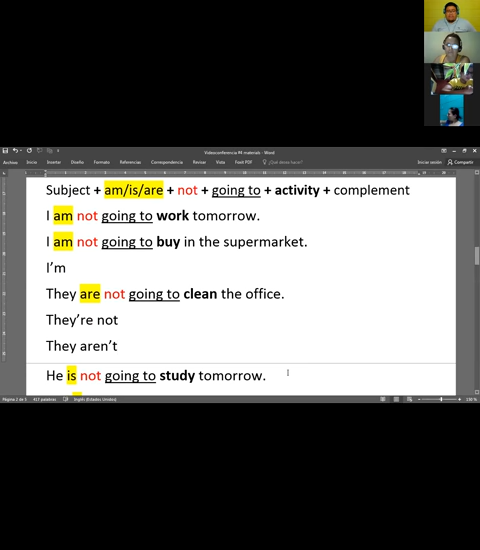 Videoconferencia #4 materials - Word
Archivo Inicio Insertar Diseño Formato Referencias Correspondencia Revisar Vista Foxit PDF ¿Qué desea hacer? Iniciar sesión Compartir
Subject + am/is/are + not + going to + activity + complement
I am not going to work tomorrow.
I am not going to buy in the supermarket.
I'm
They are not going to clean the office.
They're not
They aren't
He is not going to study tomorrow.
Página 2 de 5 417 palabras Inglés (Estados Unidos) 130 %